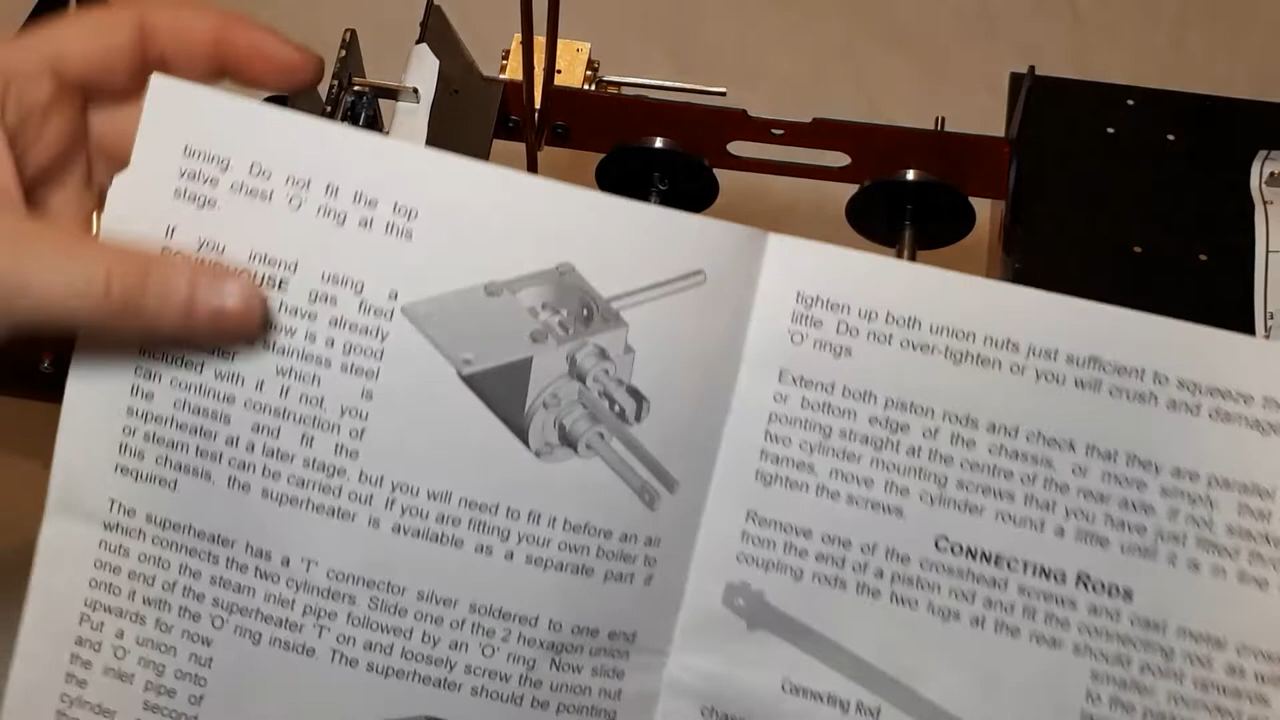 timing. Do not fit the top
valve chest 'O' ring at this
stage.
If you intend using a
gas fired
have already
is a good
stainless steel
which is
included with it. If not, you
can continue construction of
the chassis and fit the
superheater at a later stage, but you will need to fit it before an air
or steam test can be carried out. If you are fitting your own boiler to
this chassis, the superheater is available as a separate part if
required.
The superheater has a 'T' connector silver soldered to one end
which connects the two cylinders. Slide one of the 2 hexagon union
nuts onto the steam inlet pipe followed by an 'O' ring. Now slide
one end of the superheater 'T' on and loosely screw the union nut
onto it with the 'O' ring inside. The superheater should be pointing
upwards for now
Put a union nut
and 'O' ring onto
the inlet pipe of
the second
cylinder
tighten up both union nuts just sufficient to squeeze
little. Do not over-tighten or you will crush and
'O' rings.
Extend both piston rods and check that they are parallel
or bottom edge of the chassis, or more simply, that
pointing straight at the centre of the rear axle. If not,
two cylinder mounting screws that you have just fitted
frames, move the cylinder round a little until it is in line
tighten the screws.
CONNECTING RODS
Remove one of the crosshead screws and cast metal
from the end of a piston rod and fit the connecting rod, as
coupling rods the two lugs at the rear should point upwards.
smaller,
to the
Connecting Rod